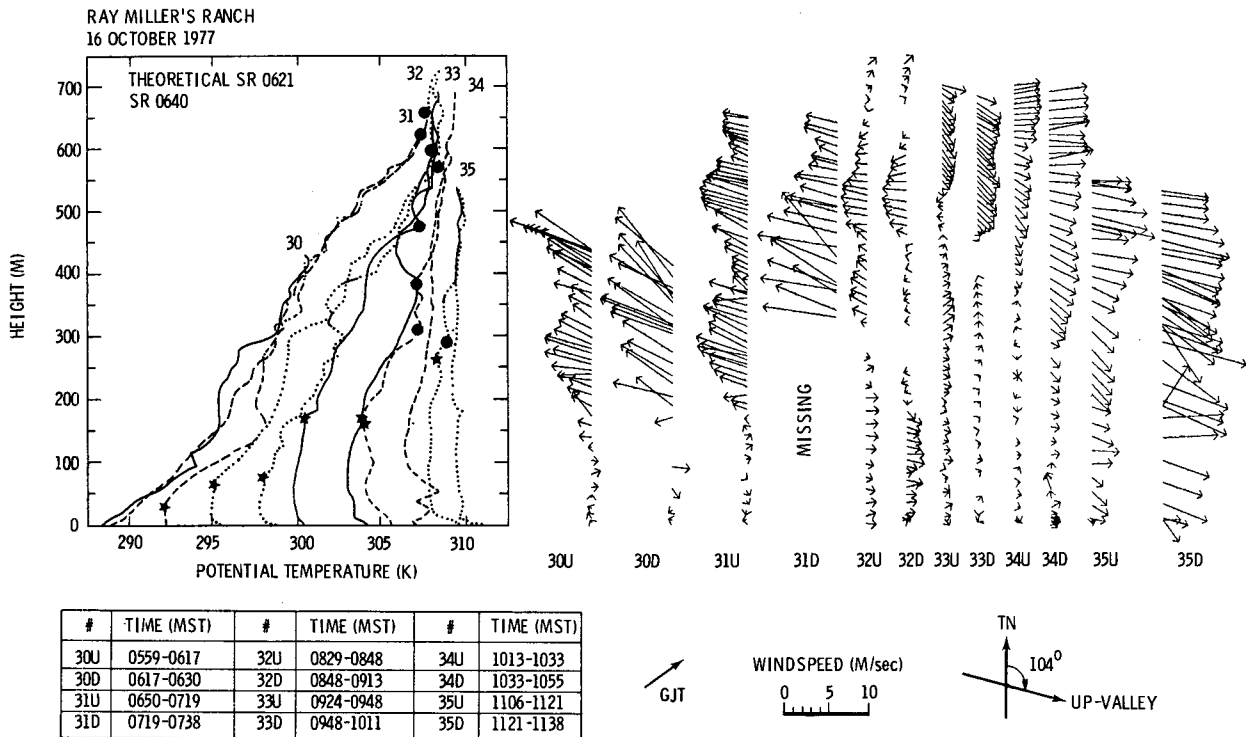 RAY MILLER'S RANCH
16 OCTOBER 1977
THEORETICAL SR 0621
SR 0640
32 33
34
31
35
30
700
600
500
400
300
200
100
0
HEIGHT (M)
290 295 300 305 310
POTENTIAL TEMPERATURE (K)
MISSING
30U 30D 31U 31D 32U 32D 33U 33D 34U 34D 35U 35D
# TIME (MST) # TIME (MST) # TIME (MST)
30U 0559-0617 32U 0829-0848 34U 1013-1033
30D 0617-0630 32D 0848-0913 34D 1033-1055
31U 0650-0719 33U 0924-0948 35U 1106-1121
31D 0719-0738 33D 0948-1011 35D 1121-1138
GJT
WINDSPEED (M/sec)
0 5 10
TN
104°
UP-VALLEY